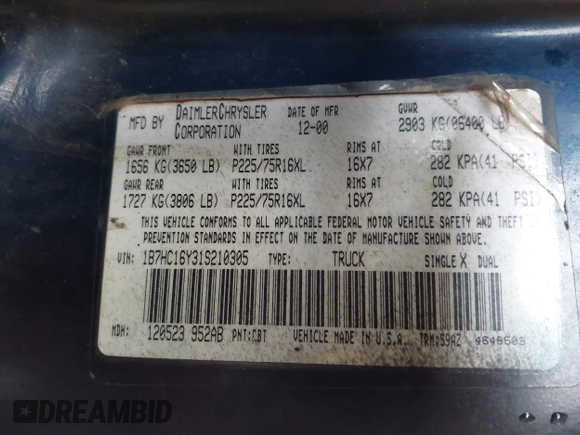 MFD BY DAIMLERCHRYSLER CORPORATION DATE OF MFR 12-00 GVWR 2903 KG(06400 LB)
GAWR FRONT WITH TIRES RIMS AT COLD
1656 KG(3650 LB) P225/75R16XL 16X7 282 KPA(41 PSI)
GAWR REAR WITH TIRES RIMS AT COLD
1727 KG(3806 LB) P225/75R16XL 16X7 282 KPA(41 PSI)
THIS VEHICLE CONFORMS TO ALL APPLICABLE FEDERAL MOTOR VEHICLE SAFETY AND THEFT
PREVENTION STANDARDS IN EFFECT ON THE DATE OF MANUFACTURE SHOWN ABOVE.
VIN: 1B7HC16Y31S210305 TYPE: TRUCK SINGLE X DUAL
MDH: 120523 952AB PNT: VEHICLE MADE IN U.S.A. TRM: S9AZ 4648503
DREAMBID